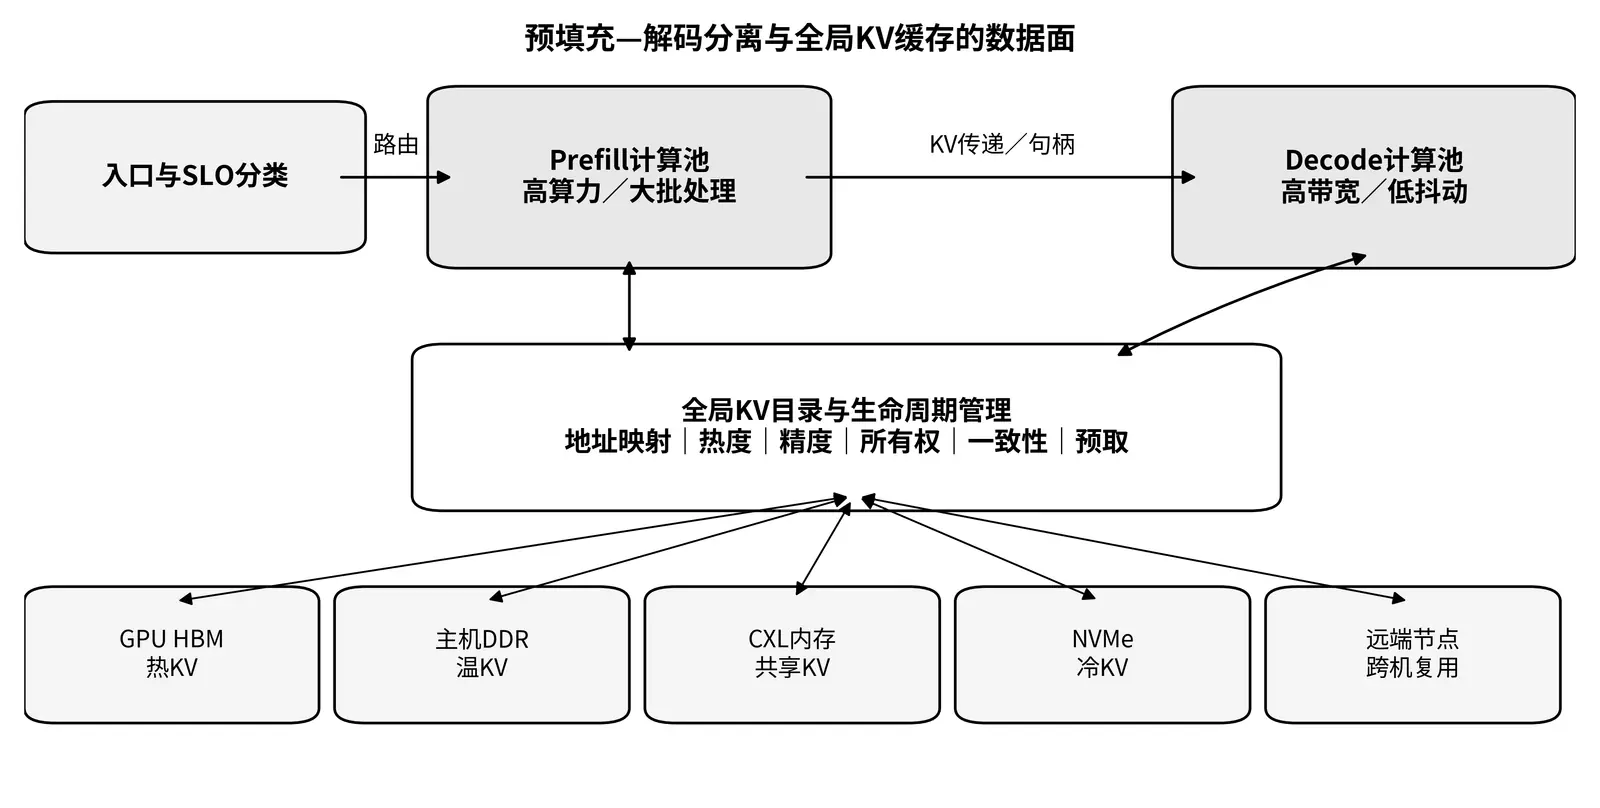 预填充—解码分离与全局KV缓存的数据面
入口与SLO分类
路由
Prefill计算池
高算力／大批处理
KV传递／句柄
Decode计算池
高带宽／低抖动
全局KV目录与生命周期管理
地址映射｜热度｜精度｜所有权｜一致性｜预取
GPU HBM
热KV
主机DDR
温KV
CXL内存
共享KV
NVMe
冷KV
远端节点
跨机复用